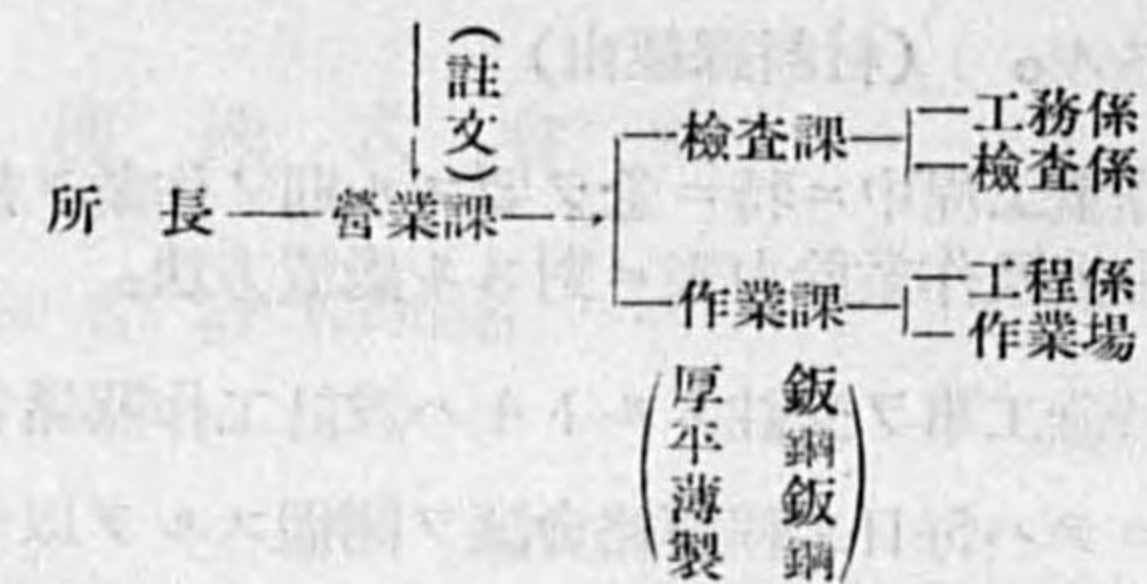 (註文)
所長
營業課
檢査課
工務係
檢査係
作業課
工程係
作業場
厚鈑
平鋼
薄鈑
製鋼